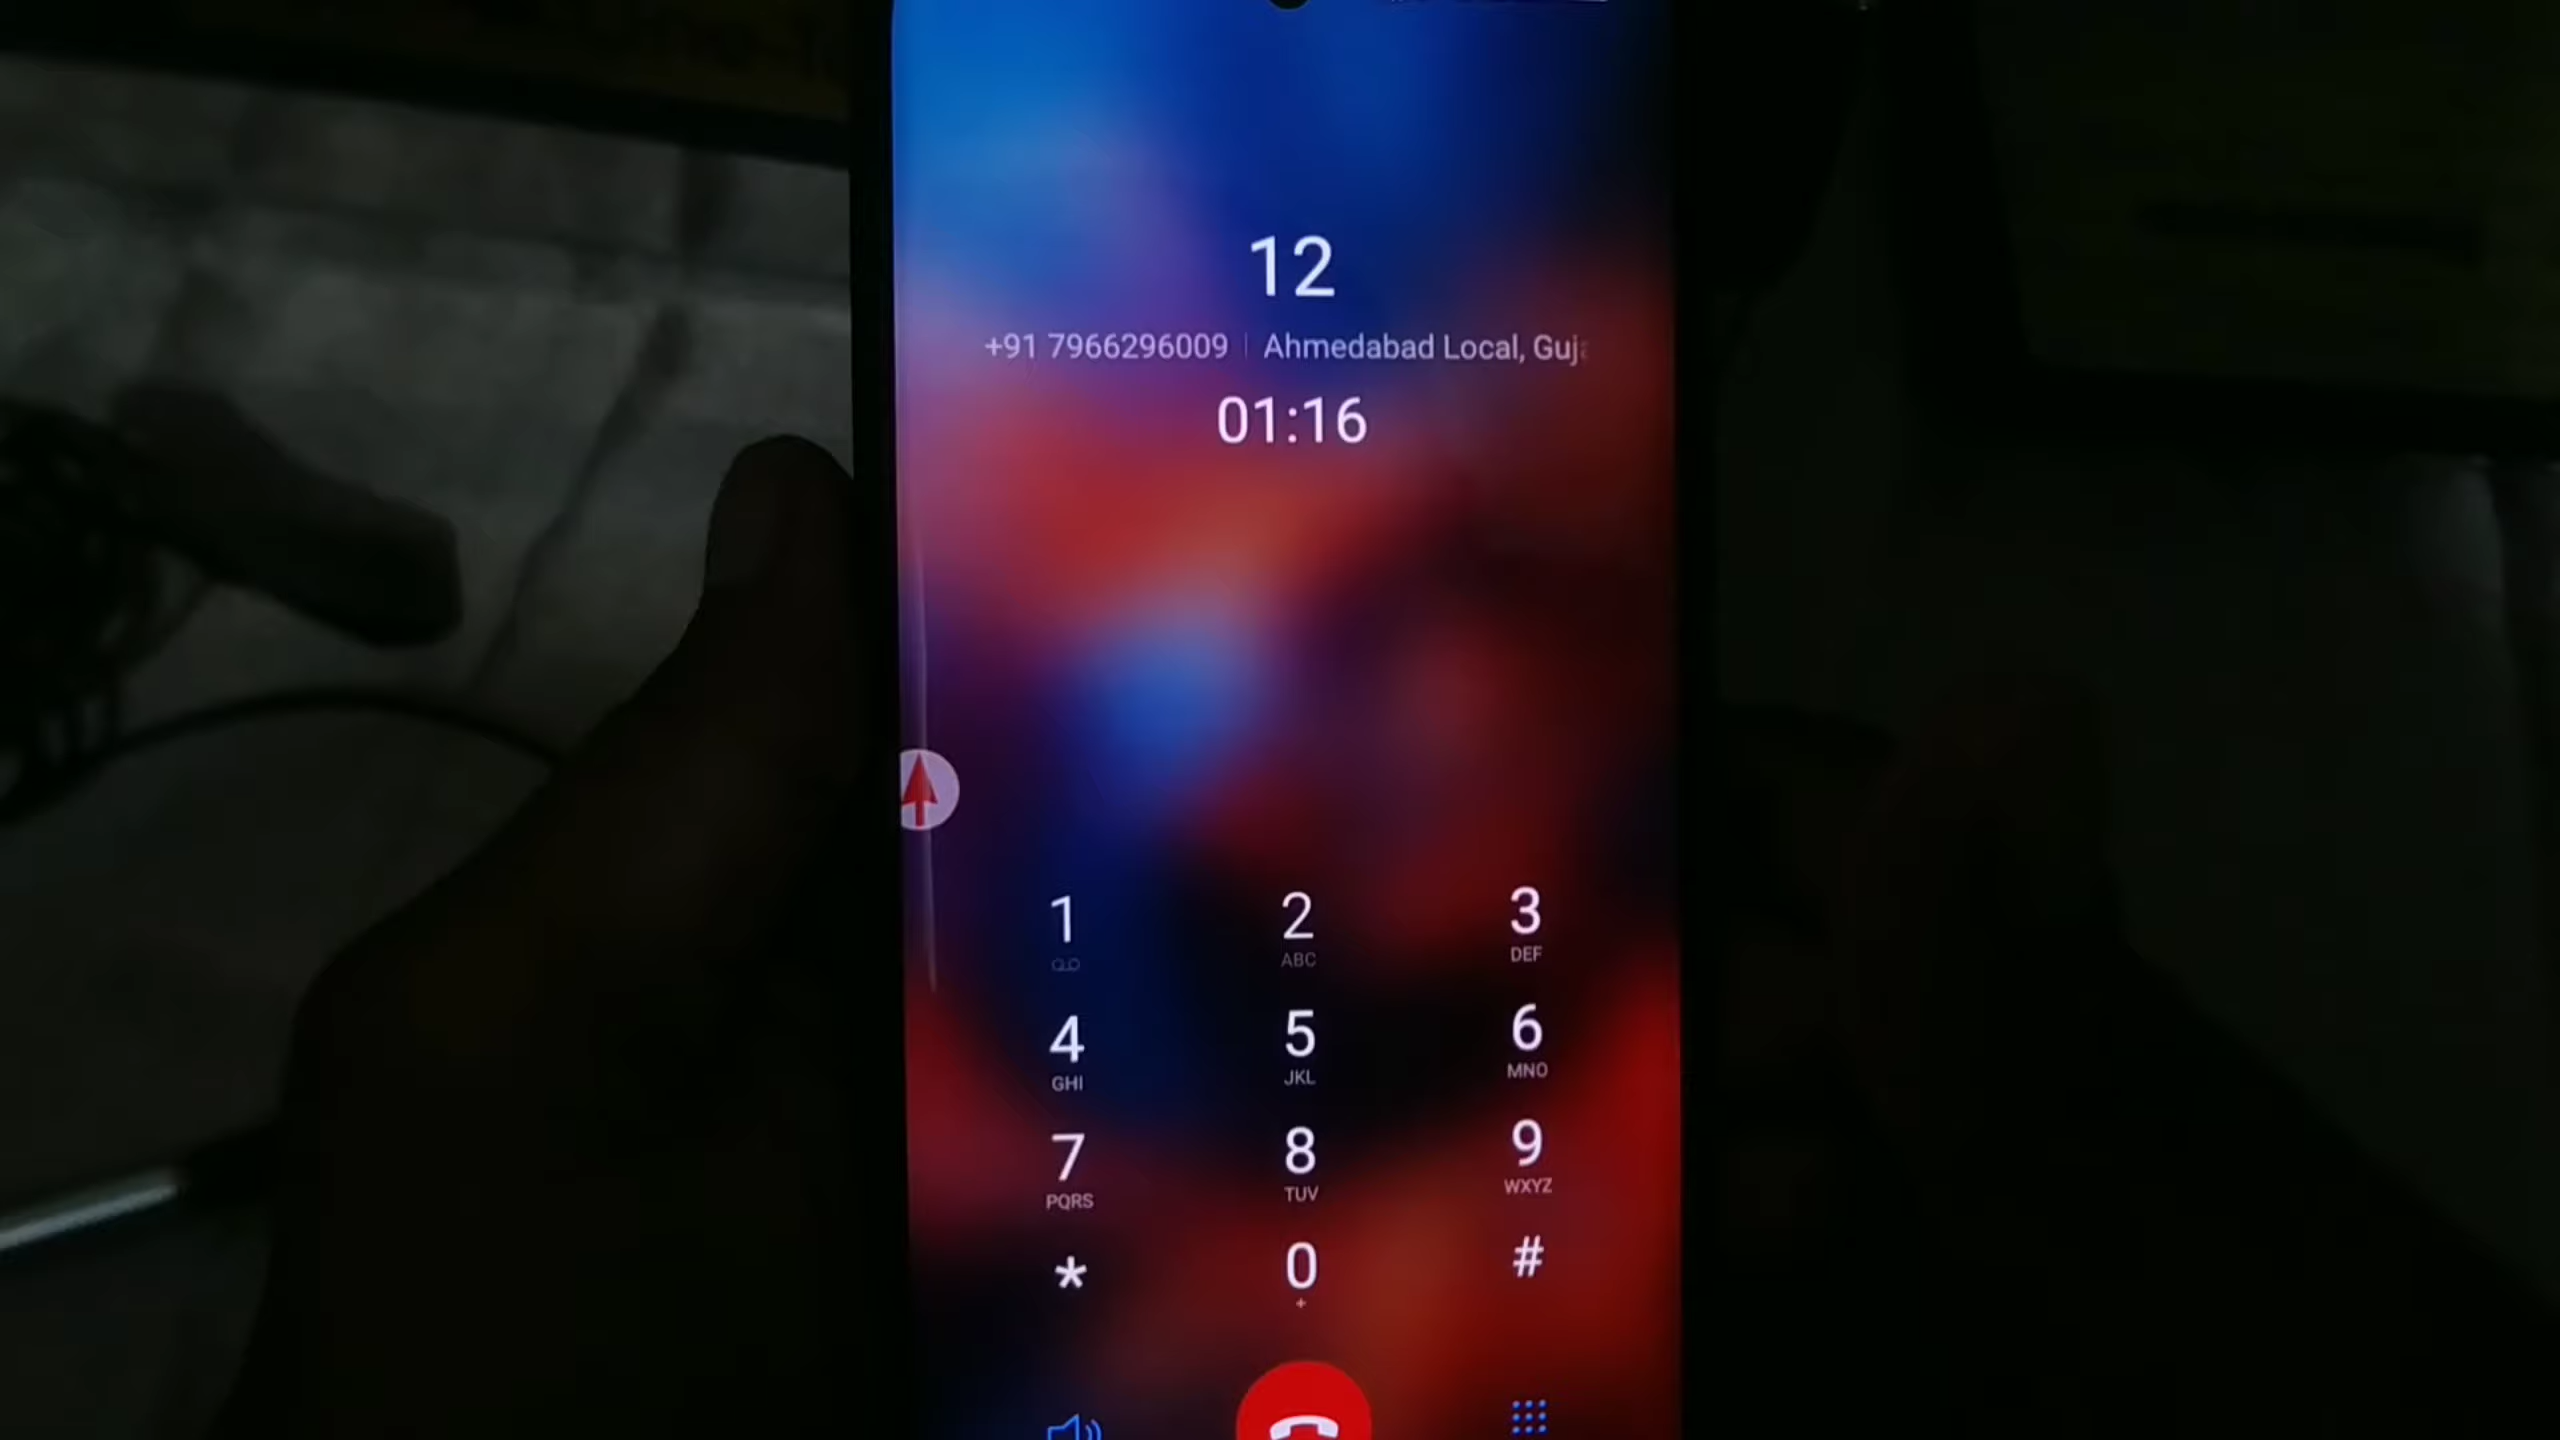 12
+91 7966296009 | Ahmedabad Local, Guj
01:16
1 2 3
ABC DEF
4 5 6
GHI JKL MNO
7 8 9
PQRS TUV WXYZ
* 0 #
+